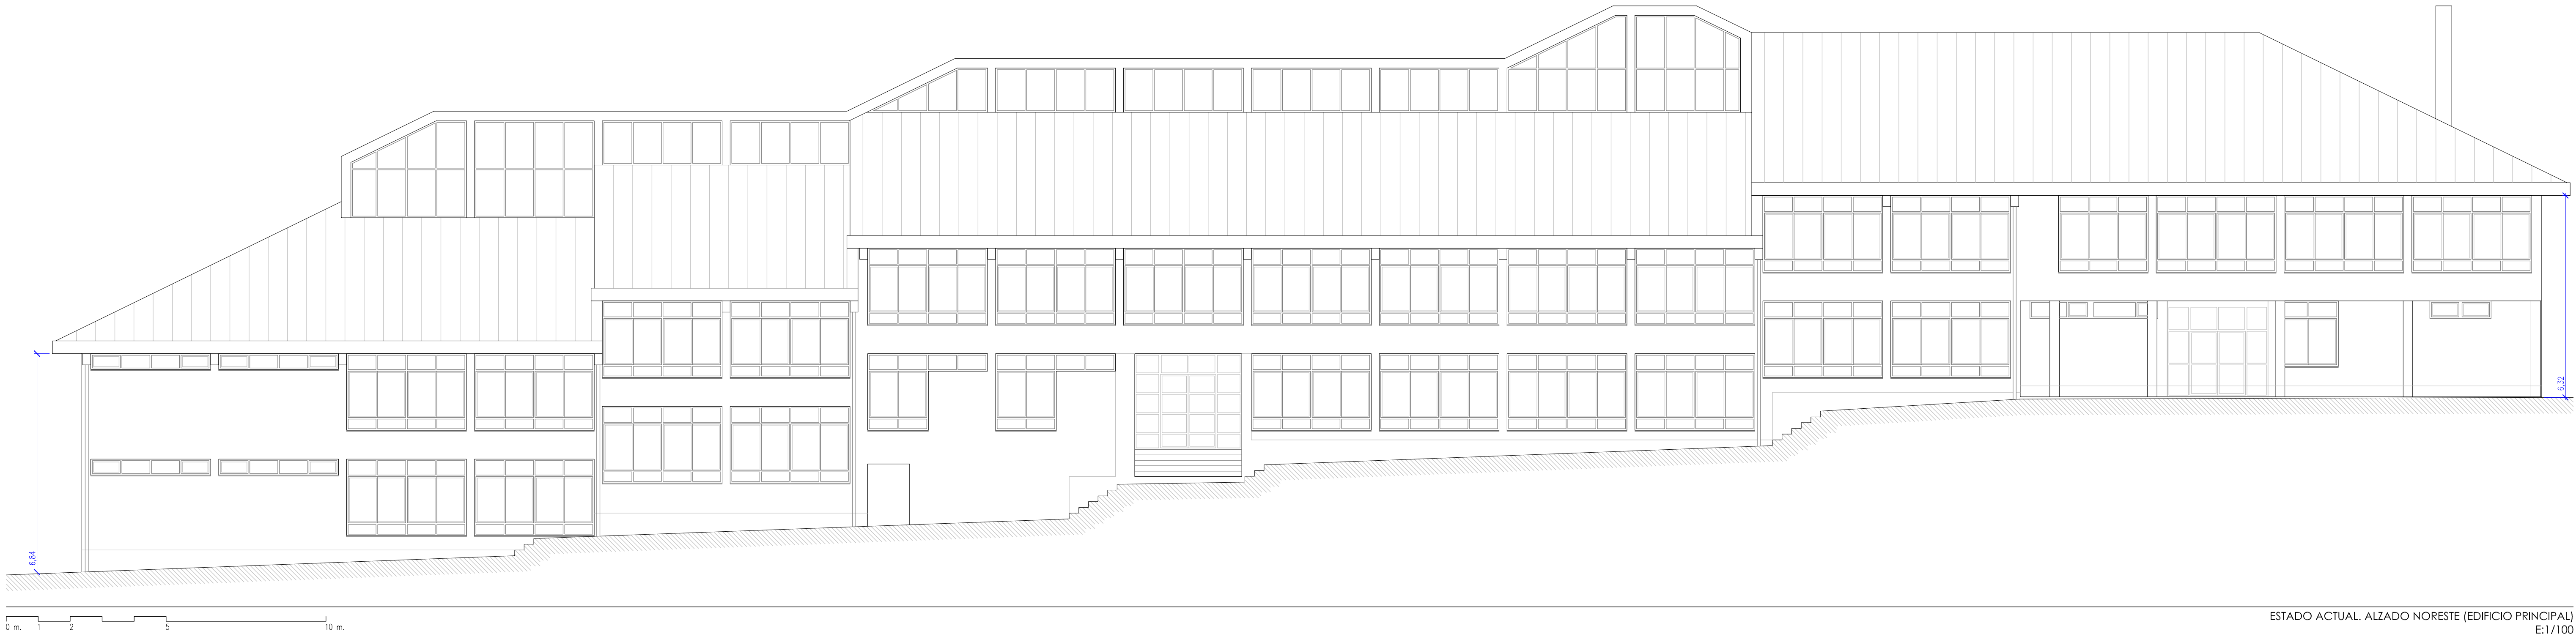 6,84
6,32
0 m. 1 2 5 10 m.
ESTADO ACTUAL. ALZADO NORESTE (EDIFICIO PRINCIPAL)
E:1/100